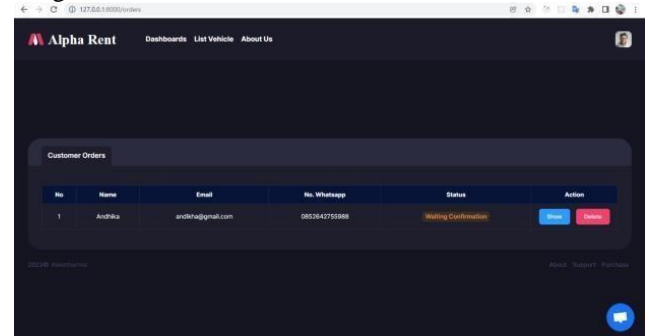 127.0.0.1:8000/orders
Alpha Rent Dashboards List Vehicle About Us
Customer Orders
No Name Email No. Whatsapp Status Action
1 Andhika andikha@gmail.com 0852642755988 Waiting Confirmation Show Delete
About Support Purchase